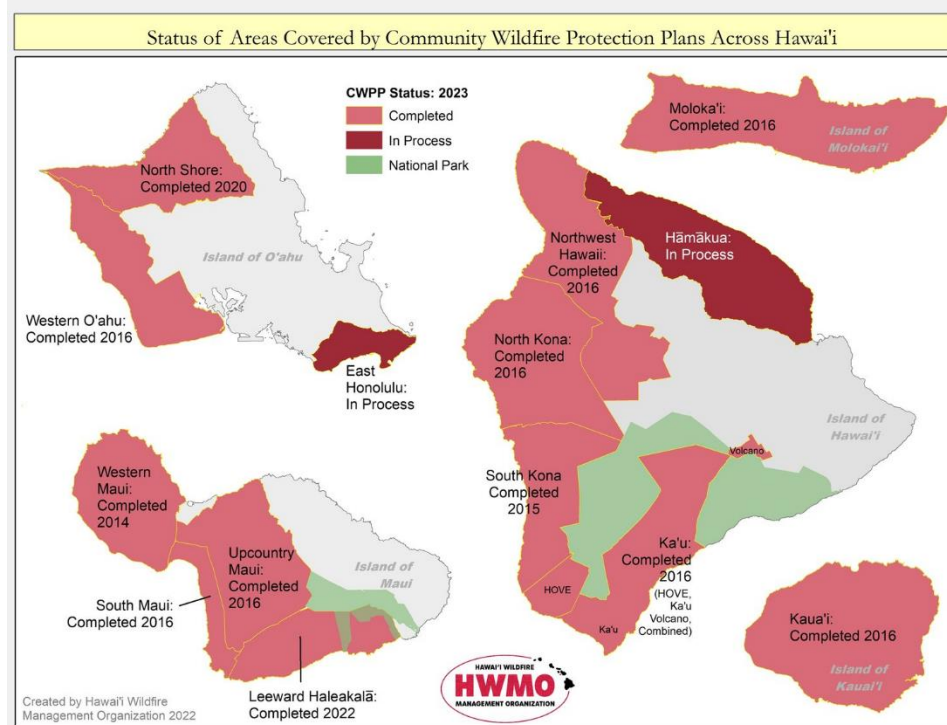 Status of Areas Covered by Community Wildfire Protection Plans Across Hawai'i
CWPP Status: 2023
Completed
In Process
National Park
North Shore:
Completed 2020
Island of O'ahu
Western O'ahu:
Completed 2016
East
Honolulu:
In Process
Moloka'i:
Completed 2016
Island of
Molokai'i
Northwest
Hawaii:
Completed
2016
Hāmākua:
In Process
North Kona:
Completed
2016
Island of
Hawai'i
South Kona
Completed
2015
Volcano
Ka'u:
Completed
2016
(HOVE,
Ka'u
Volcano,
Combined)
HOVE
Ka'u
Western
Maui:
Completed
2014
Upcountry
Maui:
Completed
2016
Island of
Maui
South Maui:
Completed 2016
Leeward Haleakalā:
Completed 2022
Kaua'i:
Completed 2016
Island of
Kauai'i
HAWAI'I WILDFIRE
HWMO
MANAGEMENT ORGANIZATION
Created by Hawai'i Wildfire
Management Organization 2022